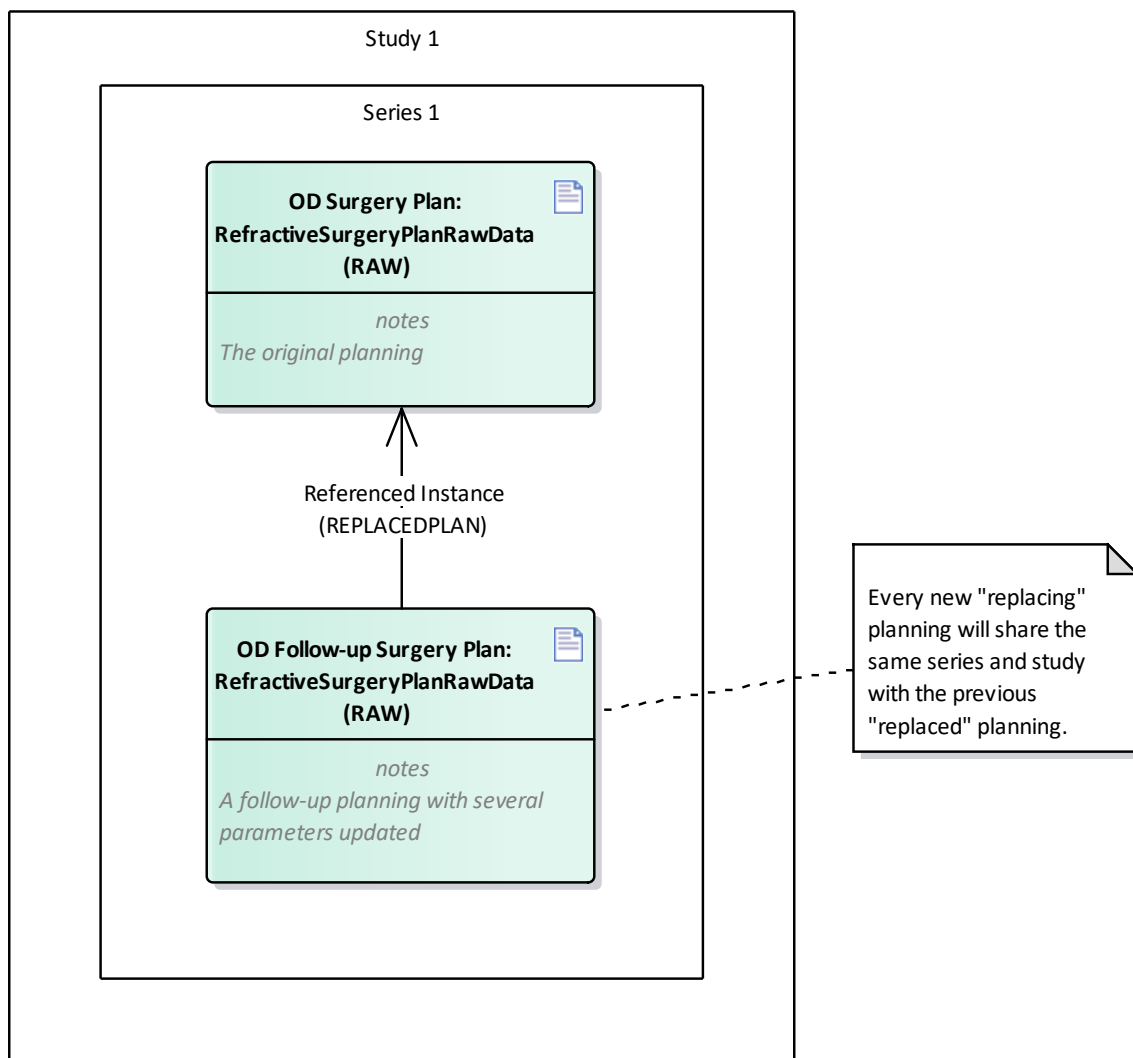 Study 1
Series 1
OD Surgery Plan:
RefractiveSurgeryPlanRawData
(RAW)
notes
The original planning
Referenced Instance
(REPLACEDPLAN)
OD Follow-up Surgery Plan:
RefractiveSurgeryPlanRawData
(RAW)
notes
A follow-up planning with several
parameters updated
Every new "replacing"
planning will share the
same series and study
with the previous
"replaced" planning.